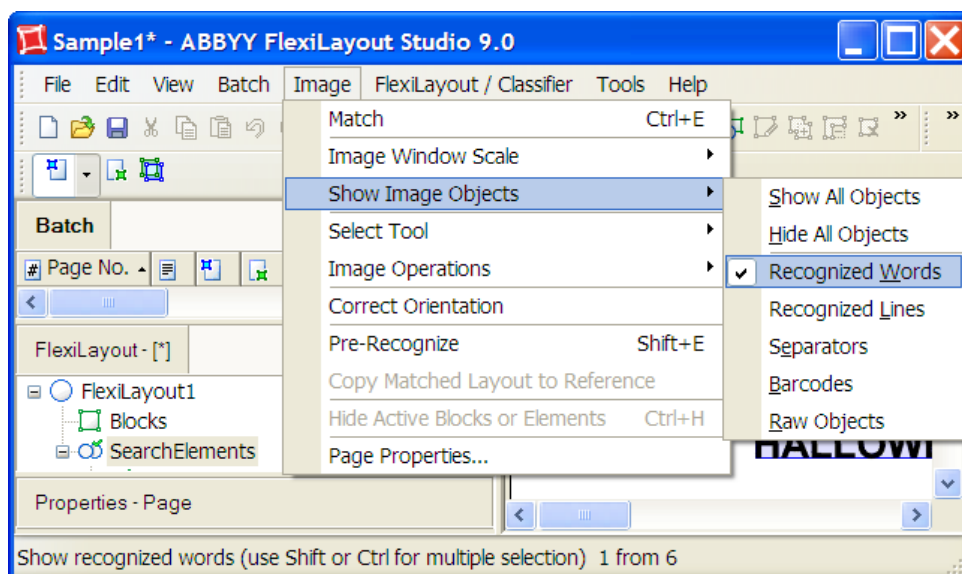 Sample1* - ABBYY FlexiLayout Studio 9.0
File Edit View Batch Image FlexiLayout / Classifier Tools Help
Match Ctrl+E
Image Window Scale
Show Image Objects
Select Tool
Image Operations
Correct Orientation
Pre-Recognize Shift+E
Copy Matched Layout to Reference
Hide Active Blocks or Elements Ctrl+H
Page Properties...
Show All Objects
Hide All Objects
Recognized Words
Recognized Lines
Separators
Barcodes
Raw Objects
Batch
# Page No.
FlexiLayout - [*]
FlexiLayout1
Blocks
SearchElements
Properties - Page
Show recognized words (use Shift or Ctrl for multiple selection) 1 from 6